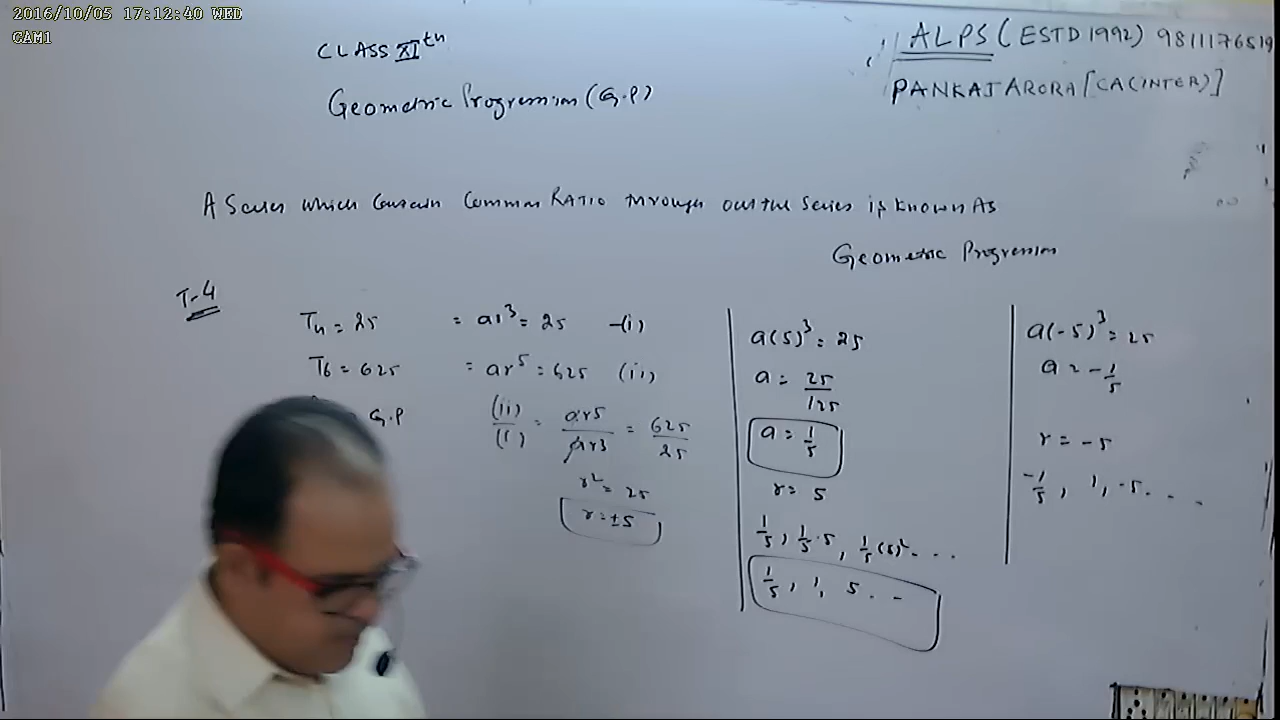 2016/10/05 17:12:40 WED
CAM1
CLASS XIth
Geometric Progression (G.P)
ALPS (ESTD 1992) 9811176519
PANKAJ ARORA [CA(INTER)]
A Series which Contain Common RATIO through out the Series is known As
Geometric Progression
T-4
T4 = 25 = ar³ = 25 -(i)
T6 = 625 = ar⁵ = 625 (ii)
G.P
(ii)/(i) = ar5/ar3 = 625/25
r² = 25
r = ±5
a(5)³ = 25
a = 25/125
a = 1/5
r = 5
1/5, 1/5·5, 1/5(5)² ...
1/5, 1, 5 . . -
a(-5)³ = 25
a = -1/5
r = -5
-1/5, 1, -5. . .